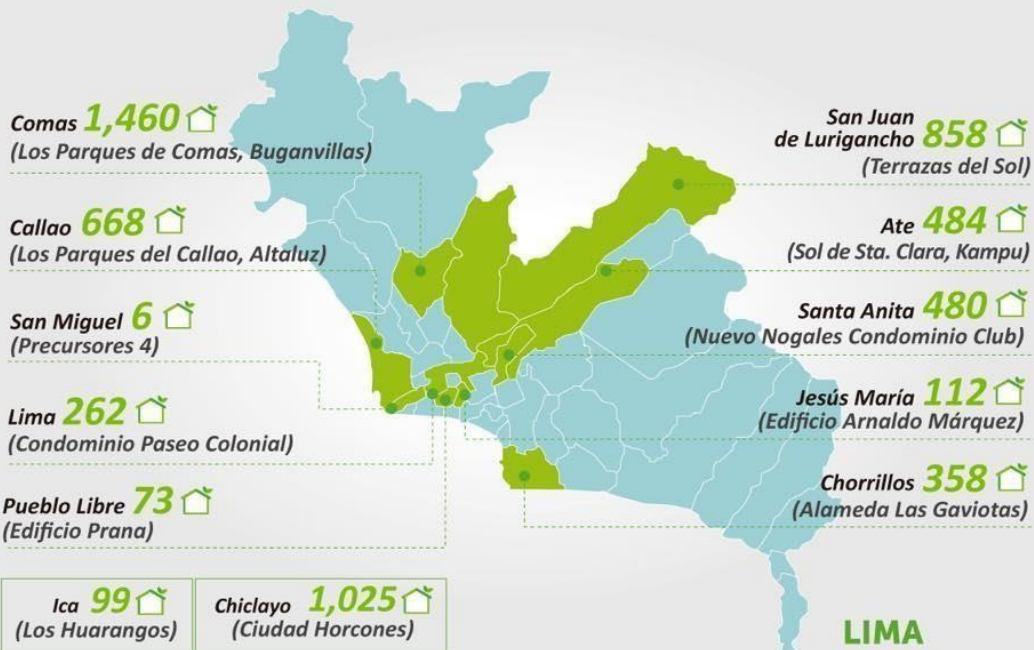 Comas 1,460
(Los Parques de Comas, Buganvillas)
Callao 668
(Los Parques del Callao, Altaluz)
San Miguel 6
(Precursores 4)
Lima 262
(Condominio Paseo Colonial)
Pueblo Libre 73
(Edificio Prana)
Ica 99
(Los Huarangos)
Chiclayo 1,025
(Ciudad Horcones)
San Juan
de Lurigancho 858
(Terrazas del Sol)
Ate 484
(Sol de Sta. Clara, Kampu)
Santa Anita 480
(Nuevo Nogales Condominio Club)
Jesús María 112
(Edificio Arnaldo Márquez)
Chorrillos 358
(Alameda Las Gaviotas)
LIMA